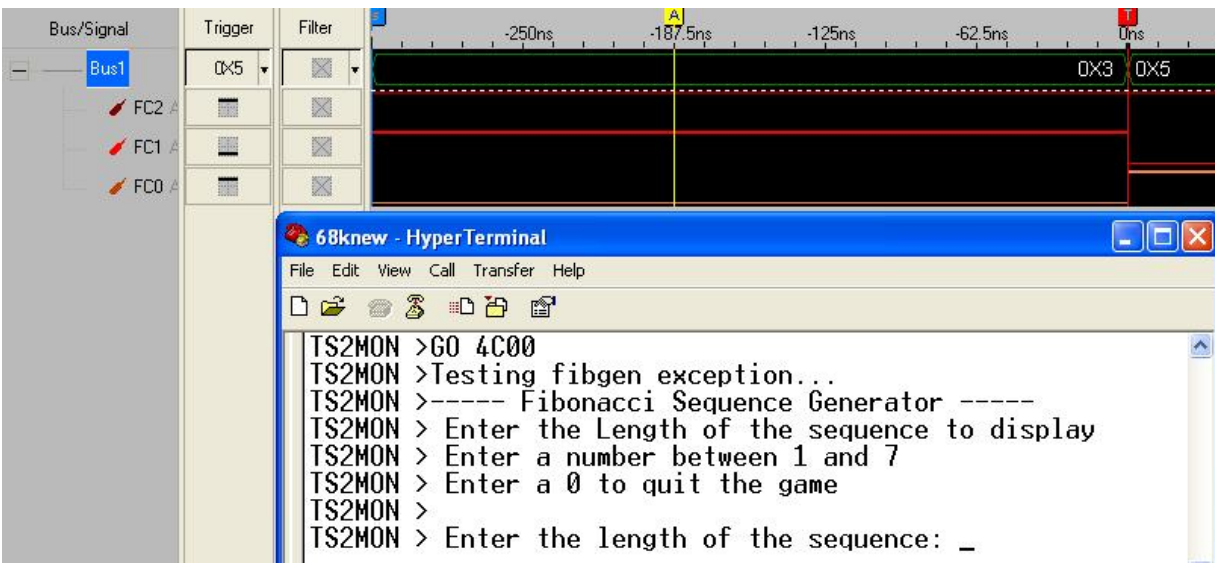 Bus/Signal Trigger Filter
-250ns -187.5ns -125ns -62.5ns 0ns
A T
Bus1 0X5 0X3 0X5
FC2 A
FC1 A
FC0 A
68knew - HyperTerminal
File Edit View Call Transfer Help
TS2MON >GO 4C00
TS2MON >Testing fibgen exception...
TS2MON >----- Fibonacci Sequence Generator -----
TS2MON > Enter the Length of the sequence to display
TS2MON > Enter a number between 1 and 7
TS2MON > Enter a 0 to quit the game
TS2MON >
TS2MON > Enter the length of the sequence: _